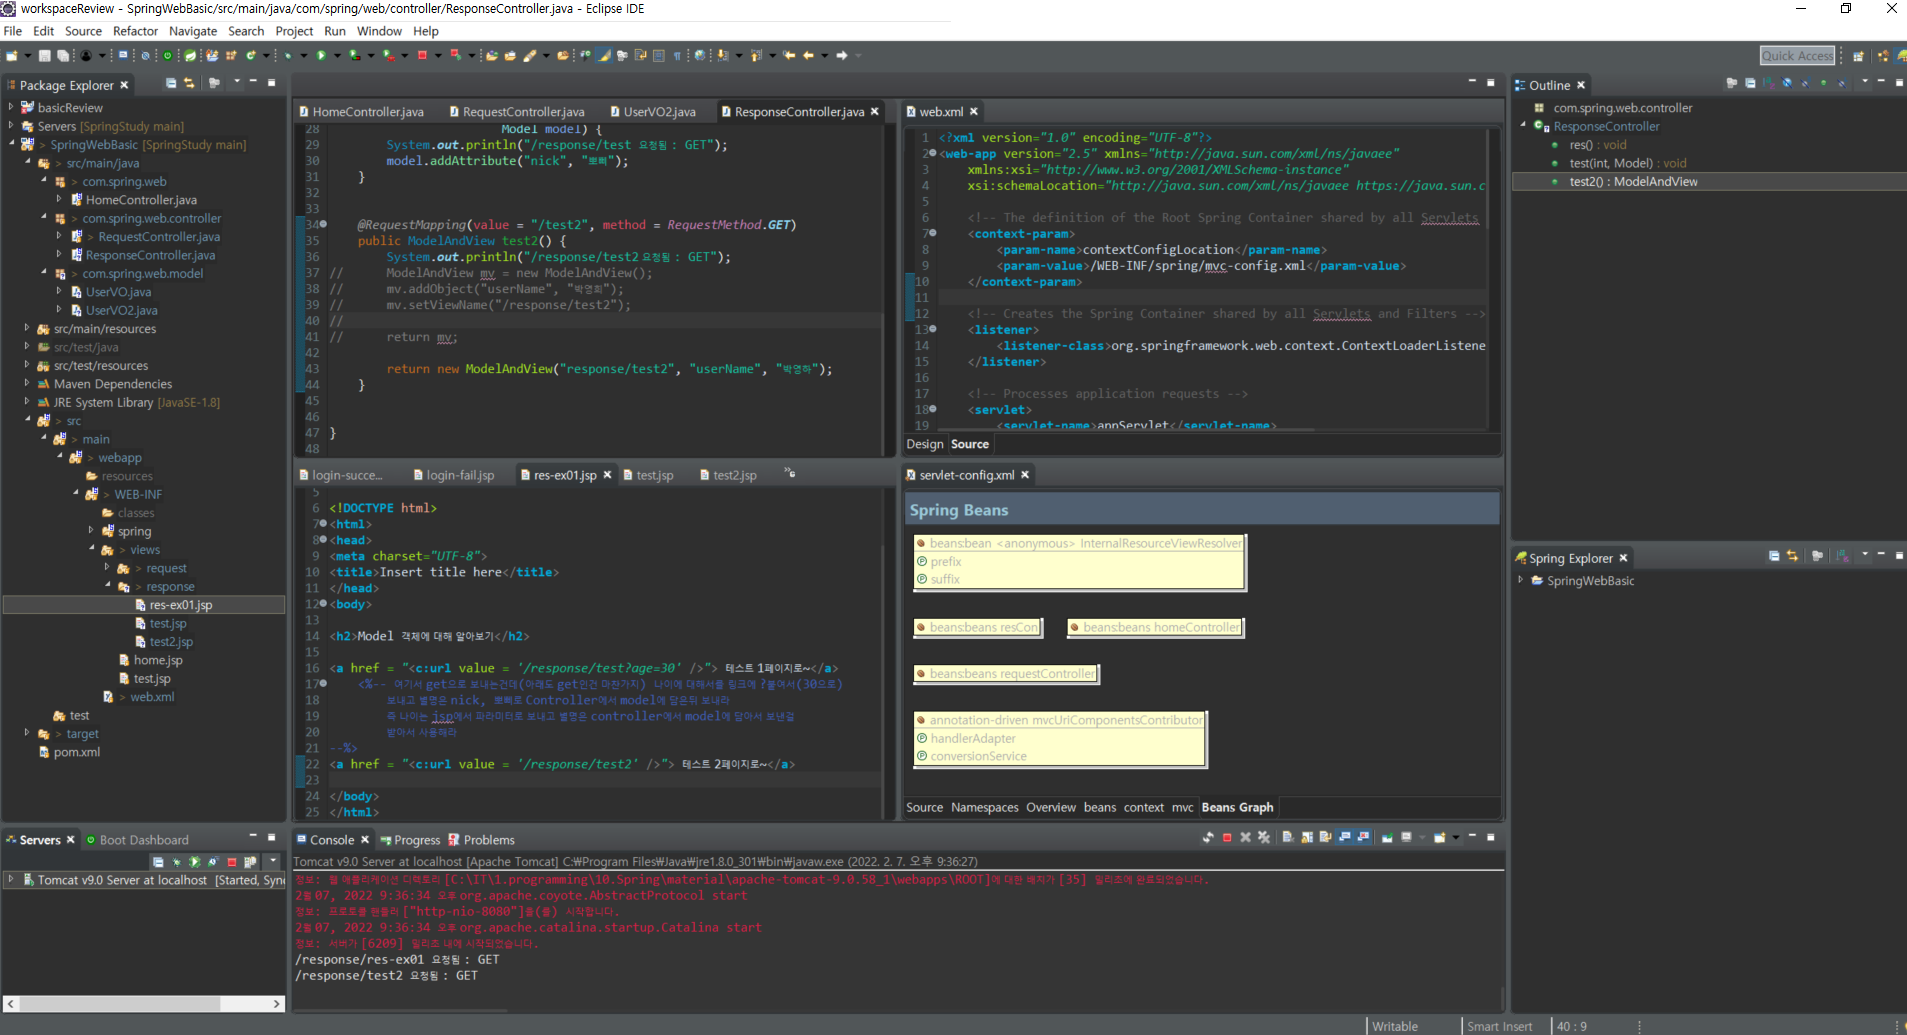 workspaceReview - SpringWebBasic/src/main/java/com/spring/web/controller/ResponseController.java - Eclipse IDE
File Edit Source Refactor Navigate Search Project Run Window Help
Quick Access
Package Explorer
basicReview
Servers [SpringStudy main]
> SpringWebBasic [SpringStudy main]
> src/main/java
> com.spring.web
> HomeController.java
> com.spring.web.controller
> RequestController.java
ResponseController.java
> com.spring.web.model
UserVO.java
UserVO2.java
src/main/resources
src/test/java
src/test/resources
Maven Dependencies
JRE System Library [JavaSE-1.8]
> src
> main
> webapp
resources
> WEB-INF
classes
spring
> views
> request
> response
res-ex01.jsp
test.jsp
test2.jsp
home.jsp
test.jsp
> web.xml
test
> target
pom.xml
HomeController.java RequestController.java UserVO2.java ResponseController.java
28 Model model) {
29 System.out.println("/response/test 요청됨 : GET");
30 model.addAttribute("nick", "뽀삐");
31 }
32
33
34 @RequestMapping(value = "/test2", method = RequestMethod.GET)
35 public ModelAndView test2() {
36 System.out.println("/response/test2 요청됨 : GET");
37 // ModelAndView mv = new ModelAndView();
38 // mv.addObject("userName", "박영희");
39 // mv.setViewName("/response/test2");
40 //
41 // return mv;
42
43 return new ModelAndView("response/test2", "userName", "박영하");
44 }
45
46
47 }
48
web.xml
1 <?xml version="1.0" encoding="UTF-8"?>
2 <web-app version="2.5" xmlns="http://java.sun.com/xml/ns/javaee"
3 xmlns:xsi="http://www.w3.org/2001/XMLSchema-instance"
4 xsi:schemaLocation="http://java.sun.com/xml/ns/javaee https://java.sun.c
5
6 <!-- The definition of the Root Spring Container shared by all Servlets
7 <context-param>
8 <param-name>contextConfigLocation</param-name>
9 <param-value>/WEB-INF/spring/mvc-config.xml</param-value>
10 </context-param>
11
12 <!-- Creates the Spring Container shared by all Servlets and Filters -->
13 <listener>
14 <listener-class>org.springframework.web.context.ContextLoaderListene
15 </listener>
16
17 <!-- Processes application requests -->
18 <servlet>
19 <servlet-name>appServlet</servlet-name>
Design Source
login-succe... login-fail.jsp res-ex01.jsp test.jsp test2.jsp
5
6 <!DOCTYPE html>
7 <html>
8 <head>
9 <meta charset="UTF-8">
10 <title>Insert title here</title>
11 </head>
12 <body>
13
14 <h2>Model 객체에 대해 알아보기</h2>
15
16 <a href = "<c:url value = '/response/test?age=30' />"> 테스트 1페이지로~</a>
17 <%-- 여기서 get으로 보내는건데(아래도 get인건 마찬가지) 나이에 대해서를 링크에 ?붙여서(30으로)
18 보내고 별명은 nick, 뽀삐로 Controller에서 model에 담은뒤 보내라
19 즉 나이는 jsp에서 파라미터로 보내고 별명은 controller에서 model에 담아서 보낸걸
20 받아서 사용해라
21 --%>
22 <a href = "<c:url value = '/response/test2' />"> 테스트 2페이지로~</a>
23
24 </body>
25 </html>
servlet-config.xml
Spring Beans
beans:bean <anonymous> InternalResourceViewResolver
prefix
suffix
beans:beans resCon
beans:beans homeController
beans:beans requestController
annotation-driven mvcUriComponentsContributor
handlerAdapter
conversionService
Source Namespaces Overview beans context mvc Beans Graph
Outline
com.spring.web.controller
ResponseController
res() : void
test(int, Model) : void
test2() : ModelAndView
Spring Explorer
SpringWebBasic
Servers Boot Dashboard
Tomcat v9.0 Server at localhost [Started, Syn
Console Progress Problems
Tomcat v9.0 Server at localhost [Apache Tomcat] C:₩Program Files₩Java₩jre1.8.0_301₩bin₩javaw.exe (2022. 2. 7. 오후 9:36:27)
정보: 웹 애플리케이션 디렉토리 [C:\IT\1.programming\10.Spring\material\apache-tomcat-9.0.58_1\webapps\ROOT]에 대한 배치가 [35] 밀리초에 완료되었습니다.
2월 07, 2022 9:36:34 오후 org.apache.coyote.AbstractProtocol start
정보: 프로토콜 핸들러 ["http-nio-8080"]을(를) 시작합니다.
2월 07, 2022 9:36:34 오후 org.apache.catalina.startup.Catalina start
정보: 서버가 [6209] 밀리초 내에 시작되었습니다.
/response/res-ex01 요청됨 : GET
/response/test2 요청됨 : GET
Writable Smart Insert 40 : 9